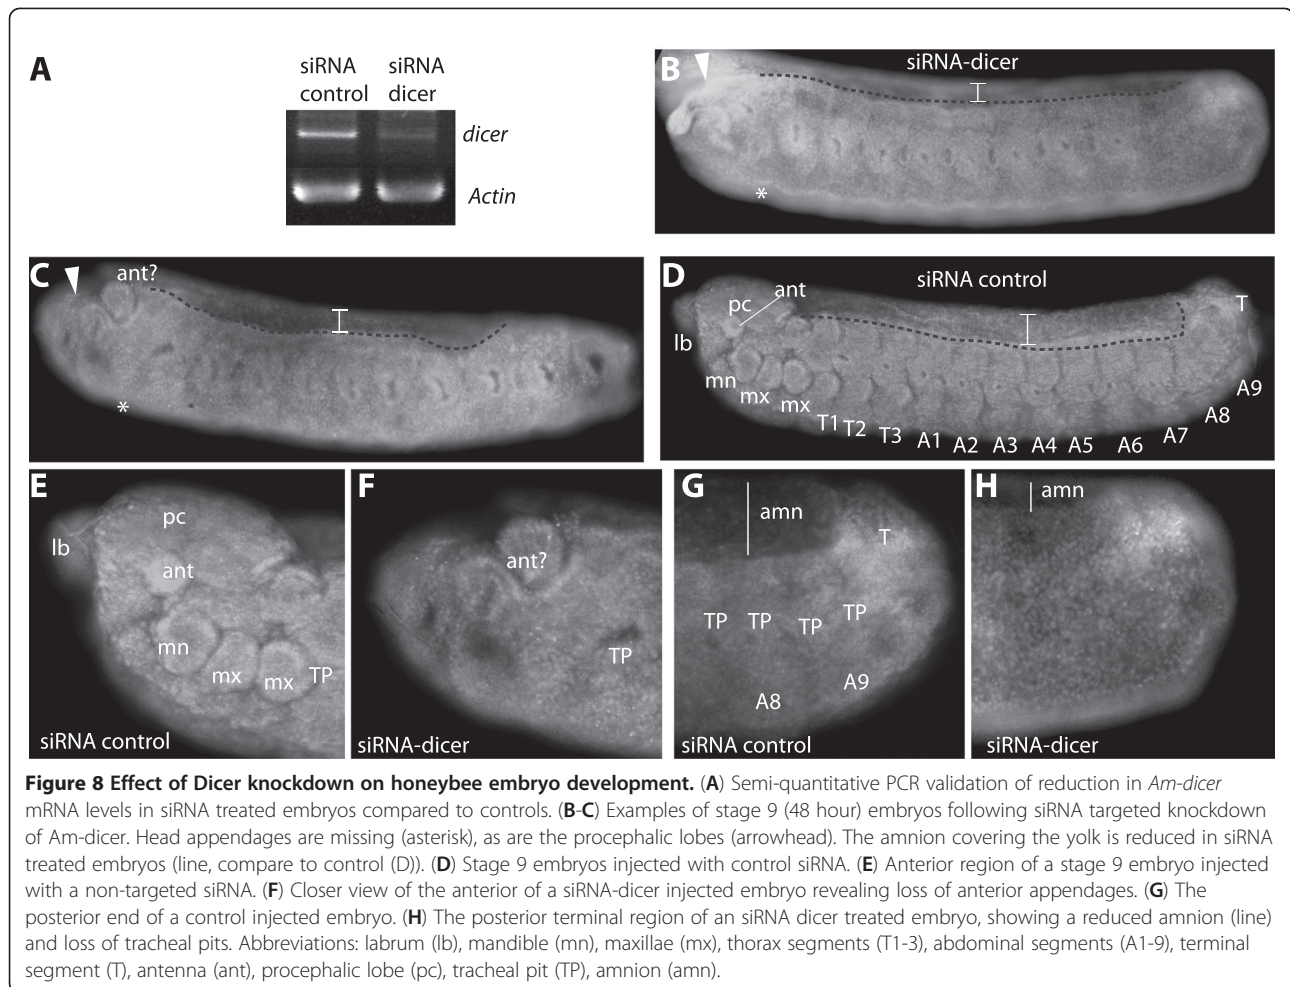 A
siRNA control
siRNA dicer
dicer
Actin
B
siRNA-dicer
*
C
ant?
*
D
siRNA control
pc
ant
lb
mn
mx
mx
T1
T2
T3
A1
A2
A3
A4
A5
A6
A7
A8
A9
T
E
pc
lb
ant
mn
mx
mx
TP
siRNA control
F
ant?
TP
siRNA-dicer
G
amn
T
TP
TP
TP
TP
A8
A9
siRNA control
H
amn
siRNA-dicer
Figure 8 Effect of Dicer knockdown on honeybee embryo development. (A) Semi-quantitative PCR validation of reduction in Am-dicer
mRNA levels in siRNA treated embryos compared to controls. (B-C) Examples of stage 9 (48 hour) embryos following siRNA targeted knockdown
of Am-dicer. Head appendages are missing (asterisk), as are the procephalic lobes (arrowhead). The amnion covering the yolk is reduced in siRNA
treated embryos (line, compare to control (D)). (D) Stage 9 embryos injected with control siRNA. (E) Anterior region of a stage 9 embryo injected
with a non-targeted siRNA. (F) Closer view of the anterior of a siRNA-dicer injected embryo revealing loss of anterior appendages. (G) The
posterior end of a control injected embryo. (H) The posterior terminal region of an siRNA dicer treated embryo, showing a reduced amnion (line)
and loss of tracheal pits. Abbreviations: labrum (lb), mandible (mn), maxillae (mx), thorax segments (T1-3), abdominal segments (A1-9), terminal
segment (T), antenna (ant), procephalic lobe (pc), tracheal pit (TP), amnion (amn).